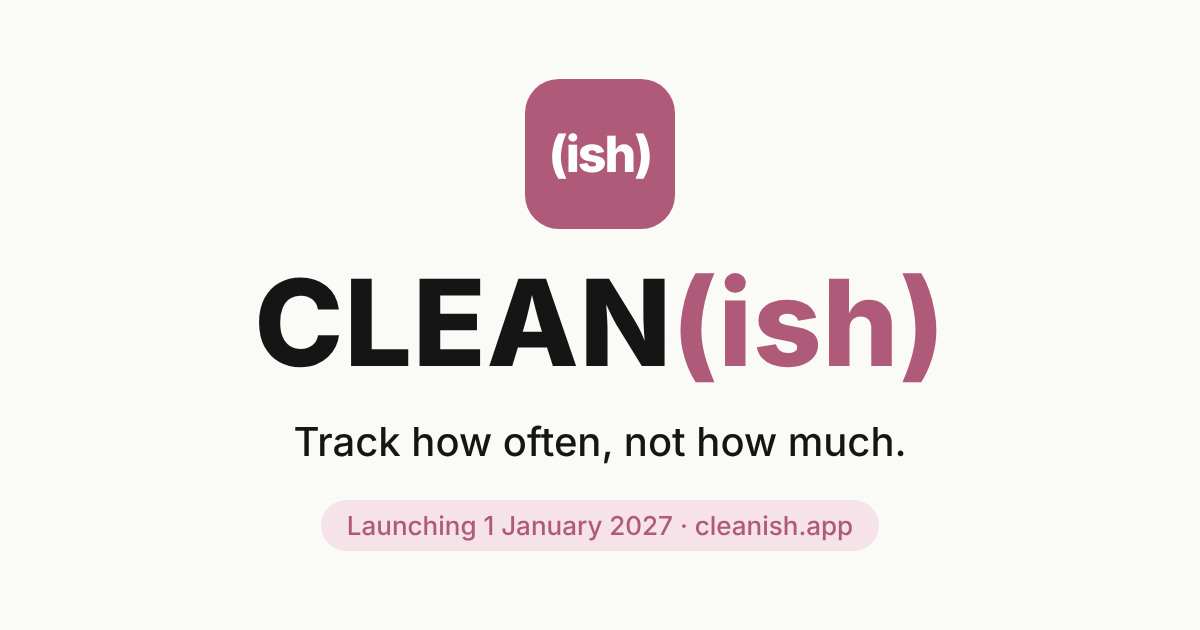 (ish)
CLEAN(ish)
Track how often, not how much.
Launching 1 January 2027 · cleanish.app